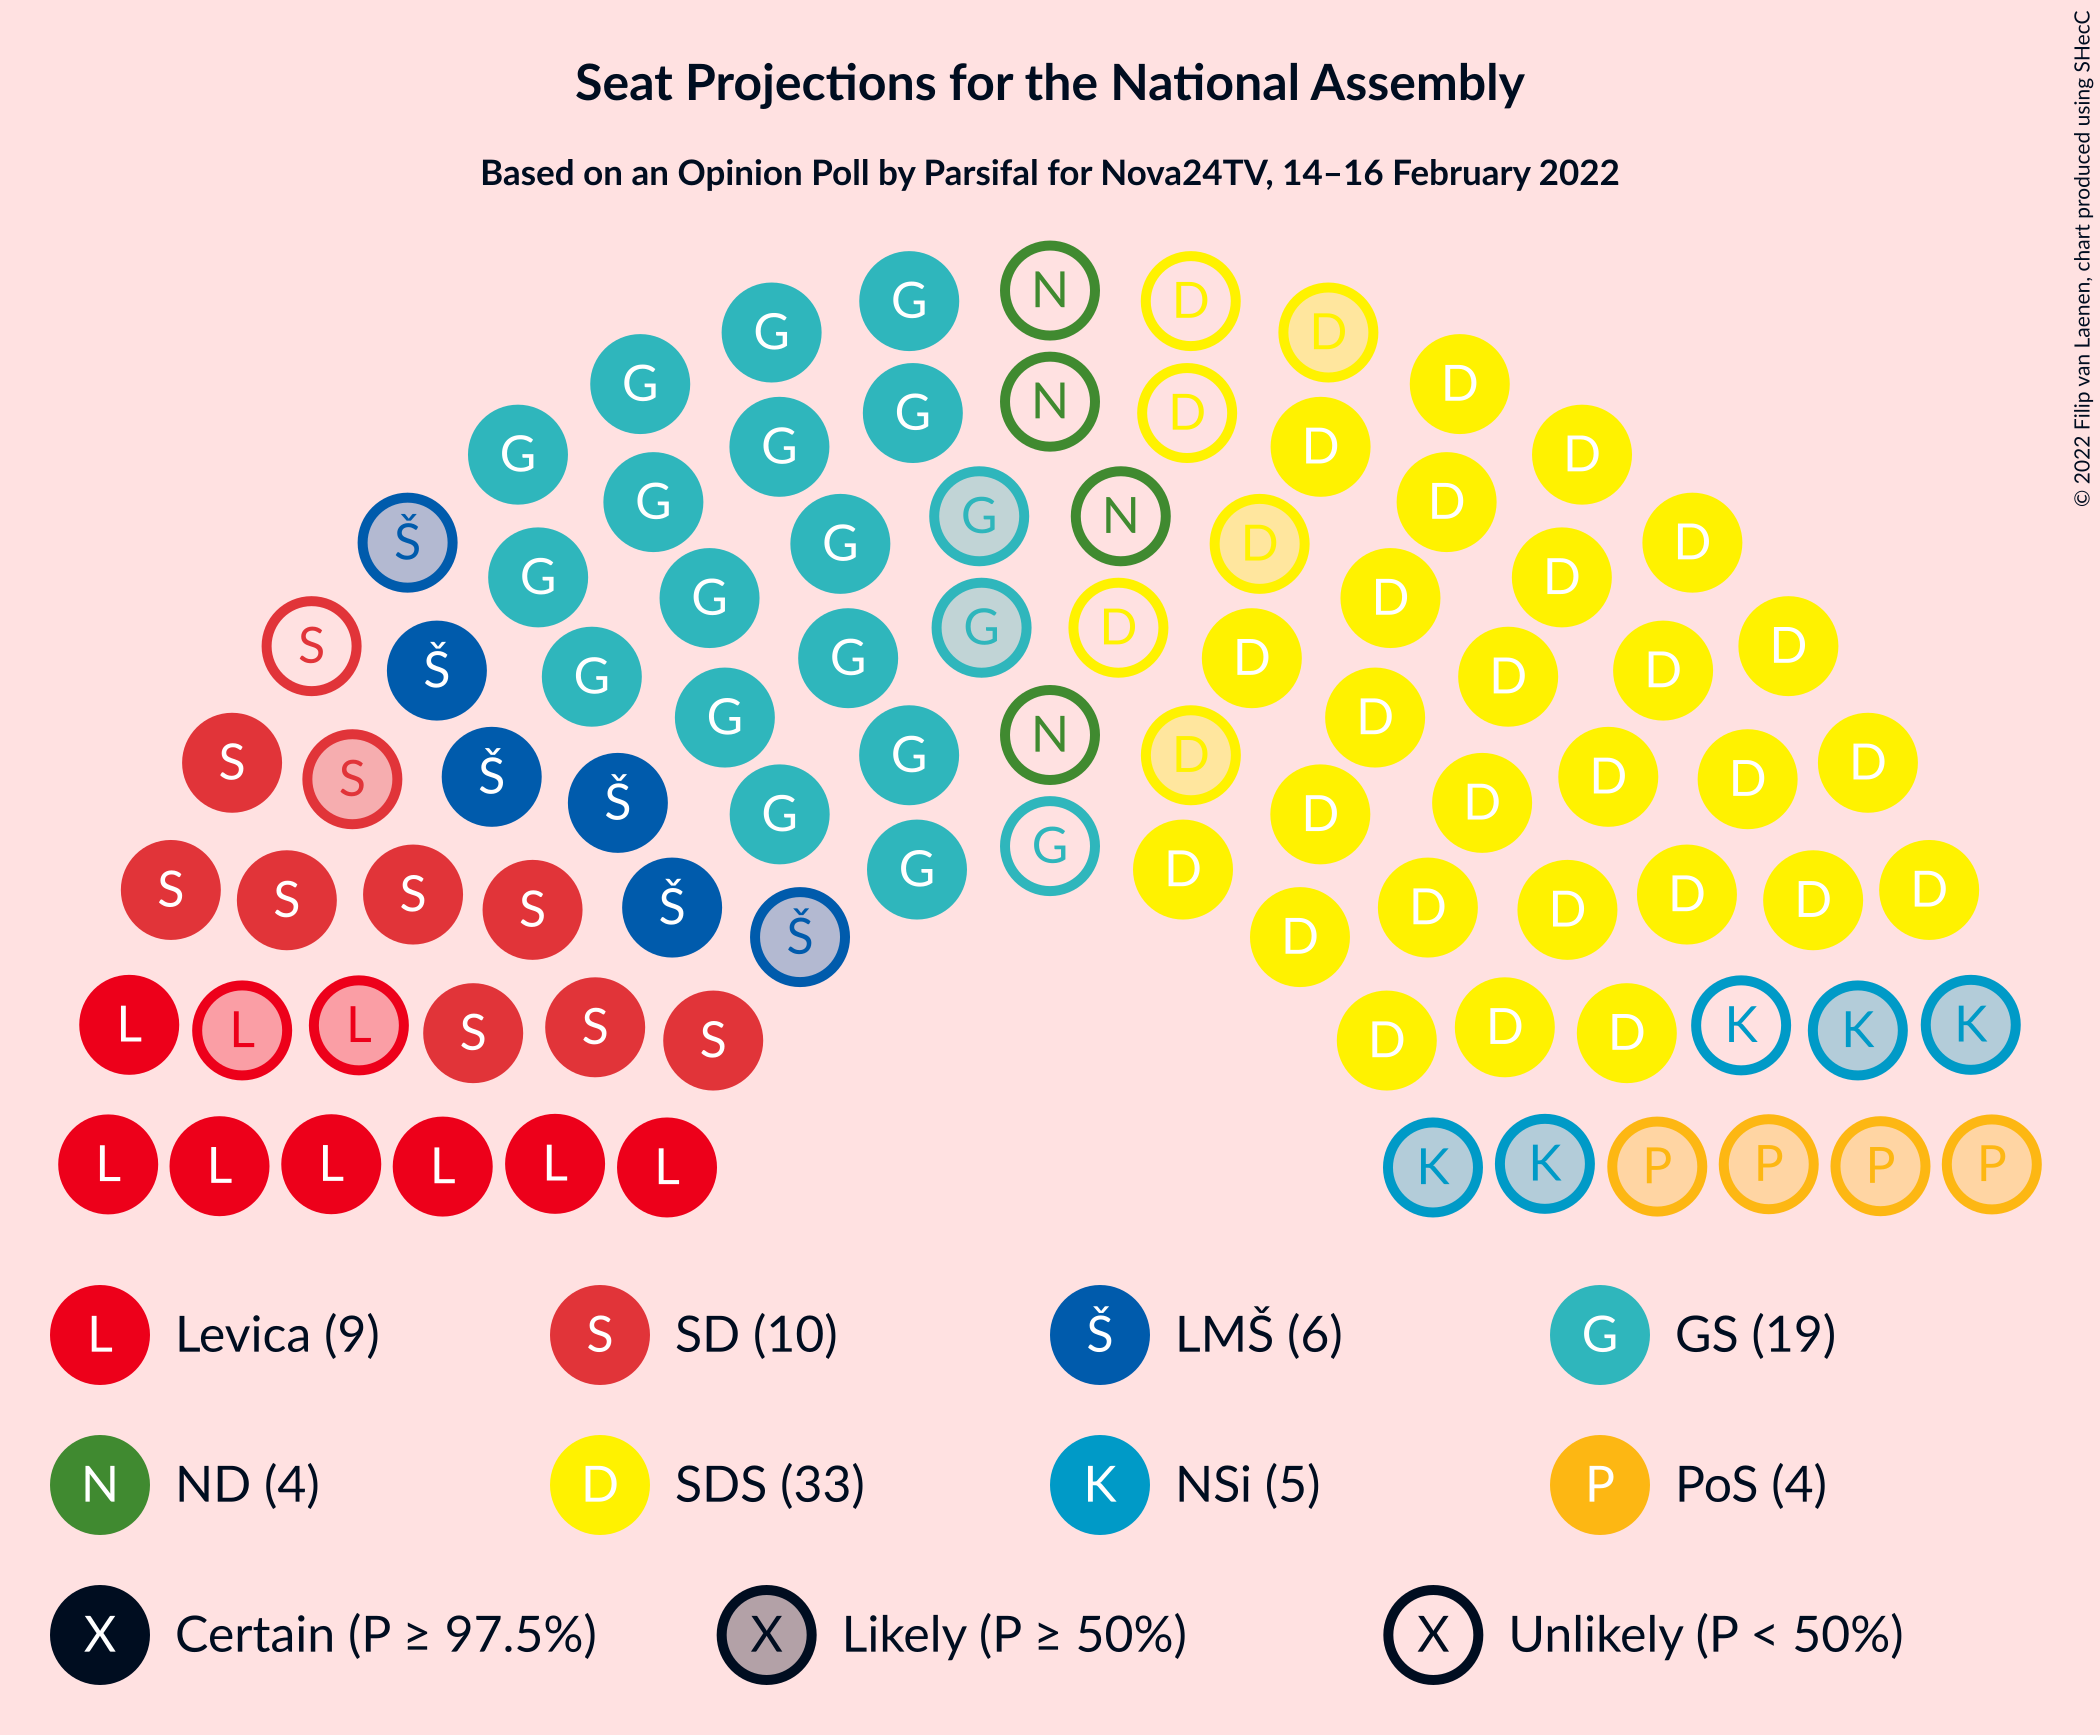 © 2022 Filip van Laenen, chart produced using SHecC
Seat Projections for the National Assembly
Based on an Opinion Poll by Parsifal for Nova24TV, 14–16 February 2022
N
G D
G D
G D
N
G D
G D
G D
G D
G N
Š G D D
G D
G D
G D
S D
G D
Š D
G D
G D
N
G D
S D
S Š D D
Š D
G D
G
G D
S S S S Š D D D D D
Š D
L L L S S S D D D K K K
L L L L L L K K P P P P
L Levica (9) S SD (10) Š LMŠ (6) G GS (19)
N ND (4) D SDS (33) K NSi (5) P PoS (4)
X Certain (P ≥ 97.5%) X Likely (P ≥ 50%) X Unlikely (P < 50%)